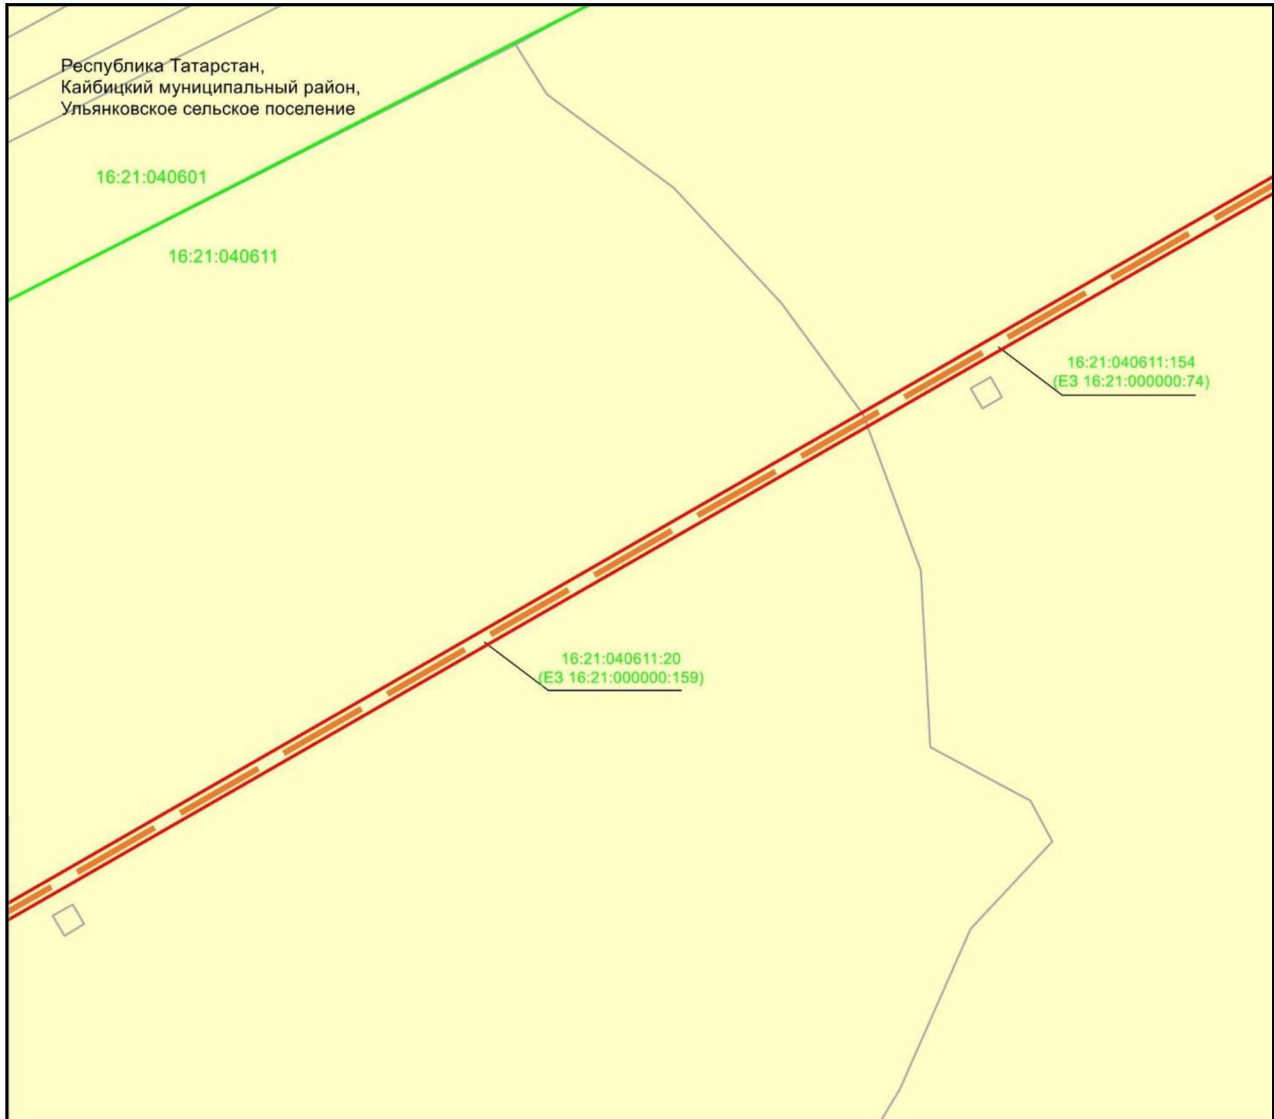 Республика Татарстан,
Кайбицкий муниципальный район,
Ульянковское сельское поселение
16:21:040601
16:21:040611
16:21:040611:154
(ЕЗ 16:21:000000:74)
16:21:040611:20
(ЕЗ 16:21:000000:159)